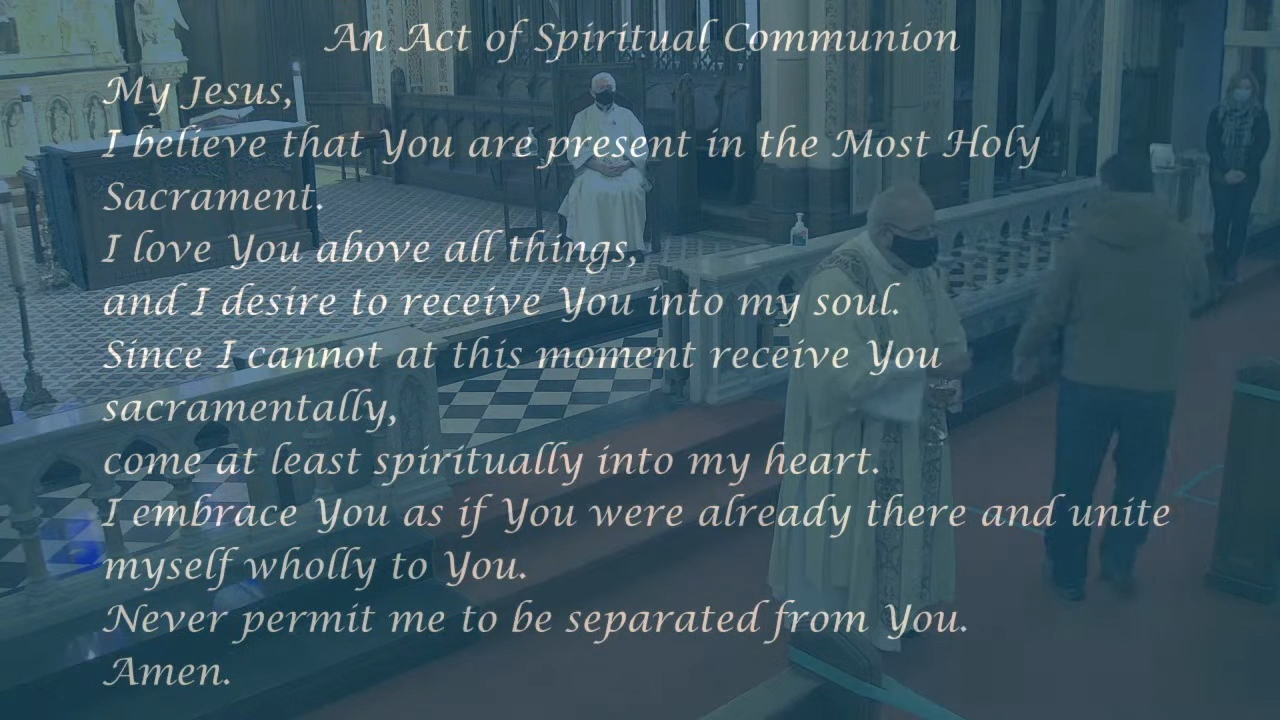 An Act of Spiritual Communion
My Jesus,
I believe that You are present in the Most Holy
Sacrament.
I love You above all things,
and I desire to receive You into my soul.
Since I cannot at this moment receive You
sacramentally,
come at least spiritually into my heart.
I embrace You as if You were already there and unite
myself wholly to You.
Never permit me to be separated from You.
Amen.